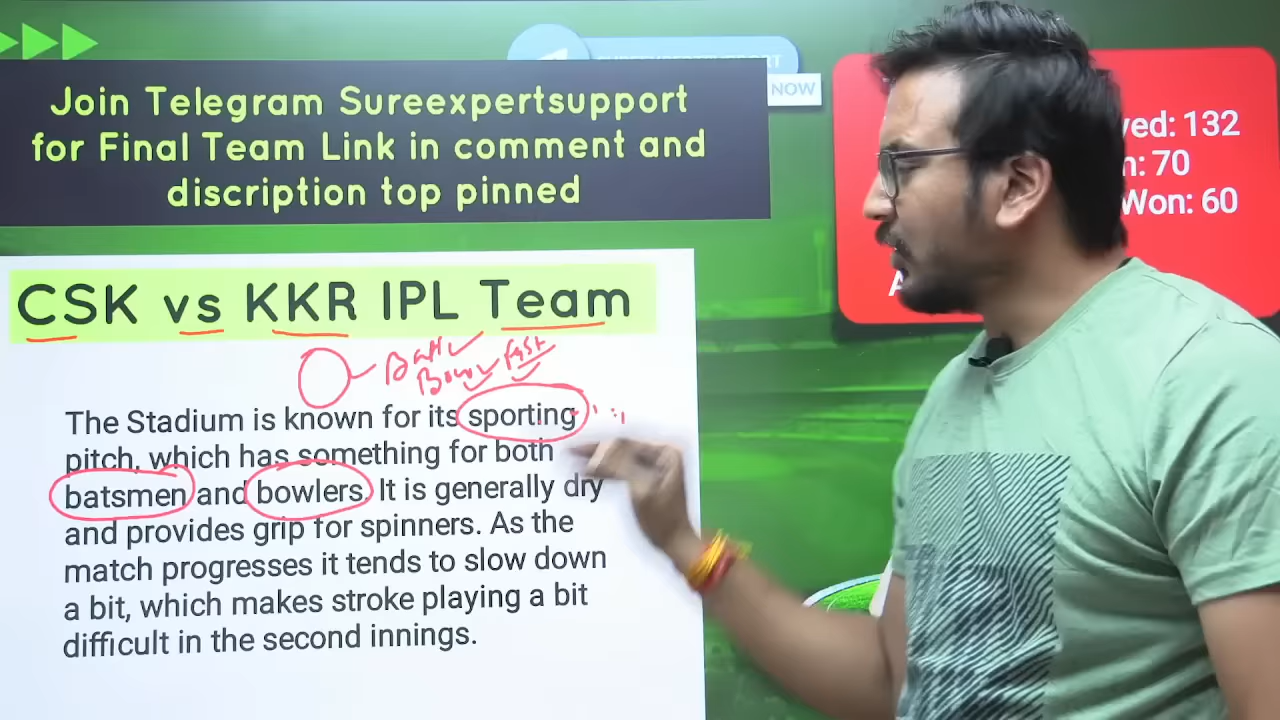 Join Telegram Sureexpertsupport
for Final Team Link in comment and
discription top pinned
NOW
132
70
Won: 60
CSK vs KKR IPL Team
Bowl Fast
The Stadium is known for its sporting
pitch, which has something for both
batsmen and bowlers. It is generally dry
and provides grip for spinners. As the
match progresses it tends to slow down
a bit, which makes stroke playing a bit
difficult in the second innings.